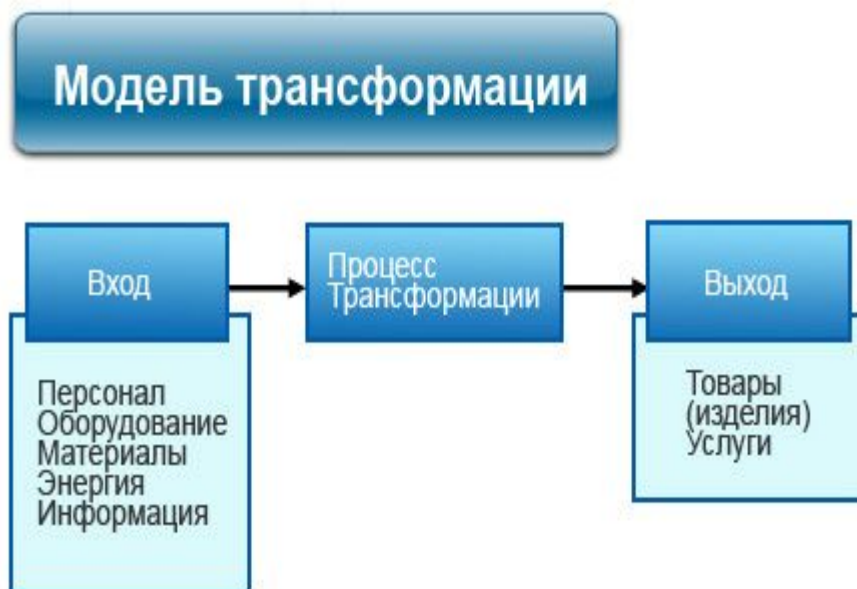 Модель трансформации
Вход
Персонал
Оборудование
Материалы
Энергия
Информация
Процесс
Трансформации
Выход
Товары
(изделия)
Услуги